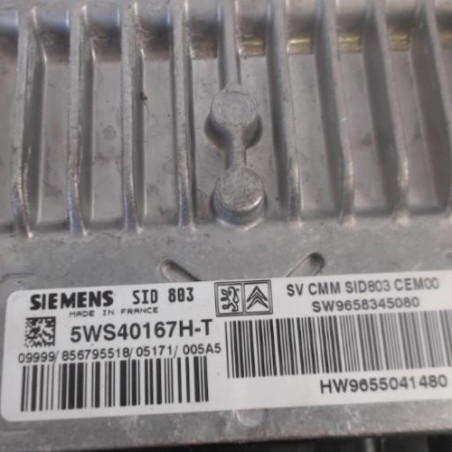 SIEMENS SID 803
MADE IN FRANCE
5WS40167H-T
09999/856795518/05171/005A5
SV CMM SID803 CEM00
SW9658345080
HW9655041480